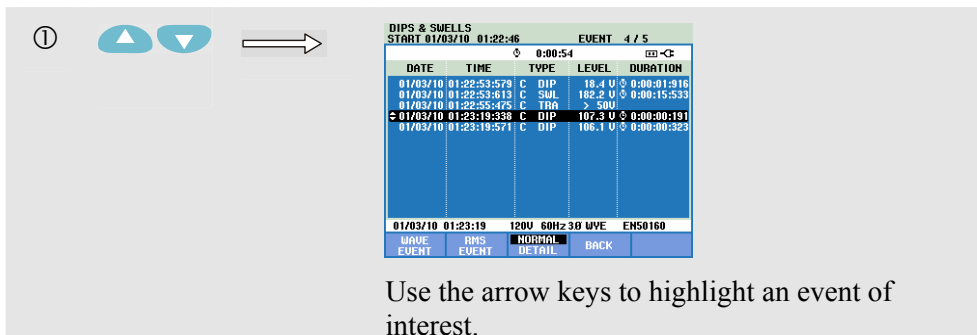 ①
DIPS & SWELLS
START 01/03/10 01:22:46 EVENT 4 / 5
0:00:54
DATE TIME TYPE LEVEL DURATION
01/03/10 01:22:53:579 C DIP 18.4 V 0:00:01:916
01/03/10 01:22:53:613 C SWL 182.2 V 0:00:15:533
01/03/10 01:22:55:475 C TRA > 50V
01/03/10 01:23:19:338 C DIP 107.3 V 0:00:00:191
01/03/10 01:23:19:571 C DIP 106.1 V 0:00:00:323
01/03/10 01:23:19 120V 60Hz 3Ø WYE EN50160
WAVE EVENT RMS EVENT NORMAL DETAIL BACK
Use the arrow keys to highlight an event of
interest.